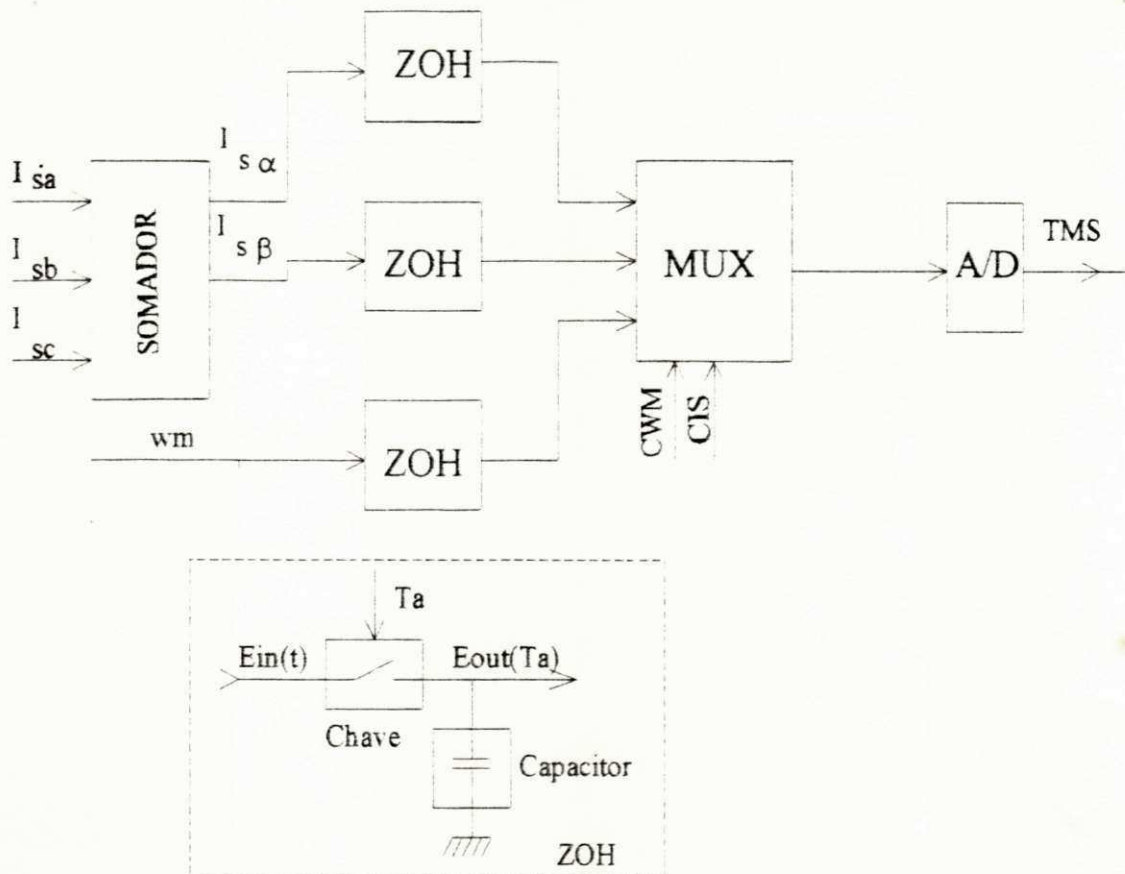 ZOH
I sα
I sa
I sβ
I sb
I sc
SOMADOR
ZOH
MUX
A/D
TMS
CWM
CIS
wm
ZOH
Ta
Ein(t)
Eout(Ta)
Chave
Capacitor
ZOH